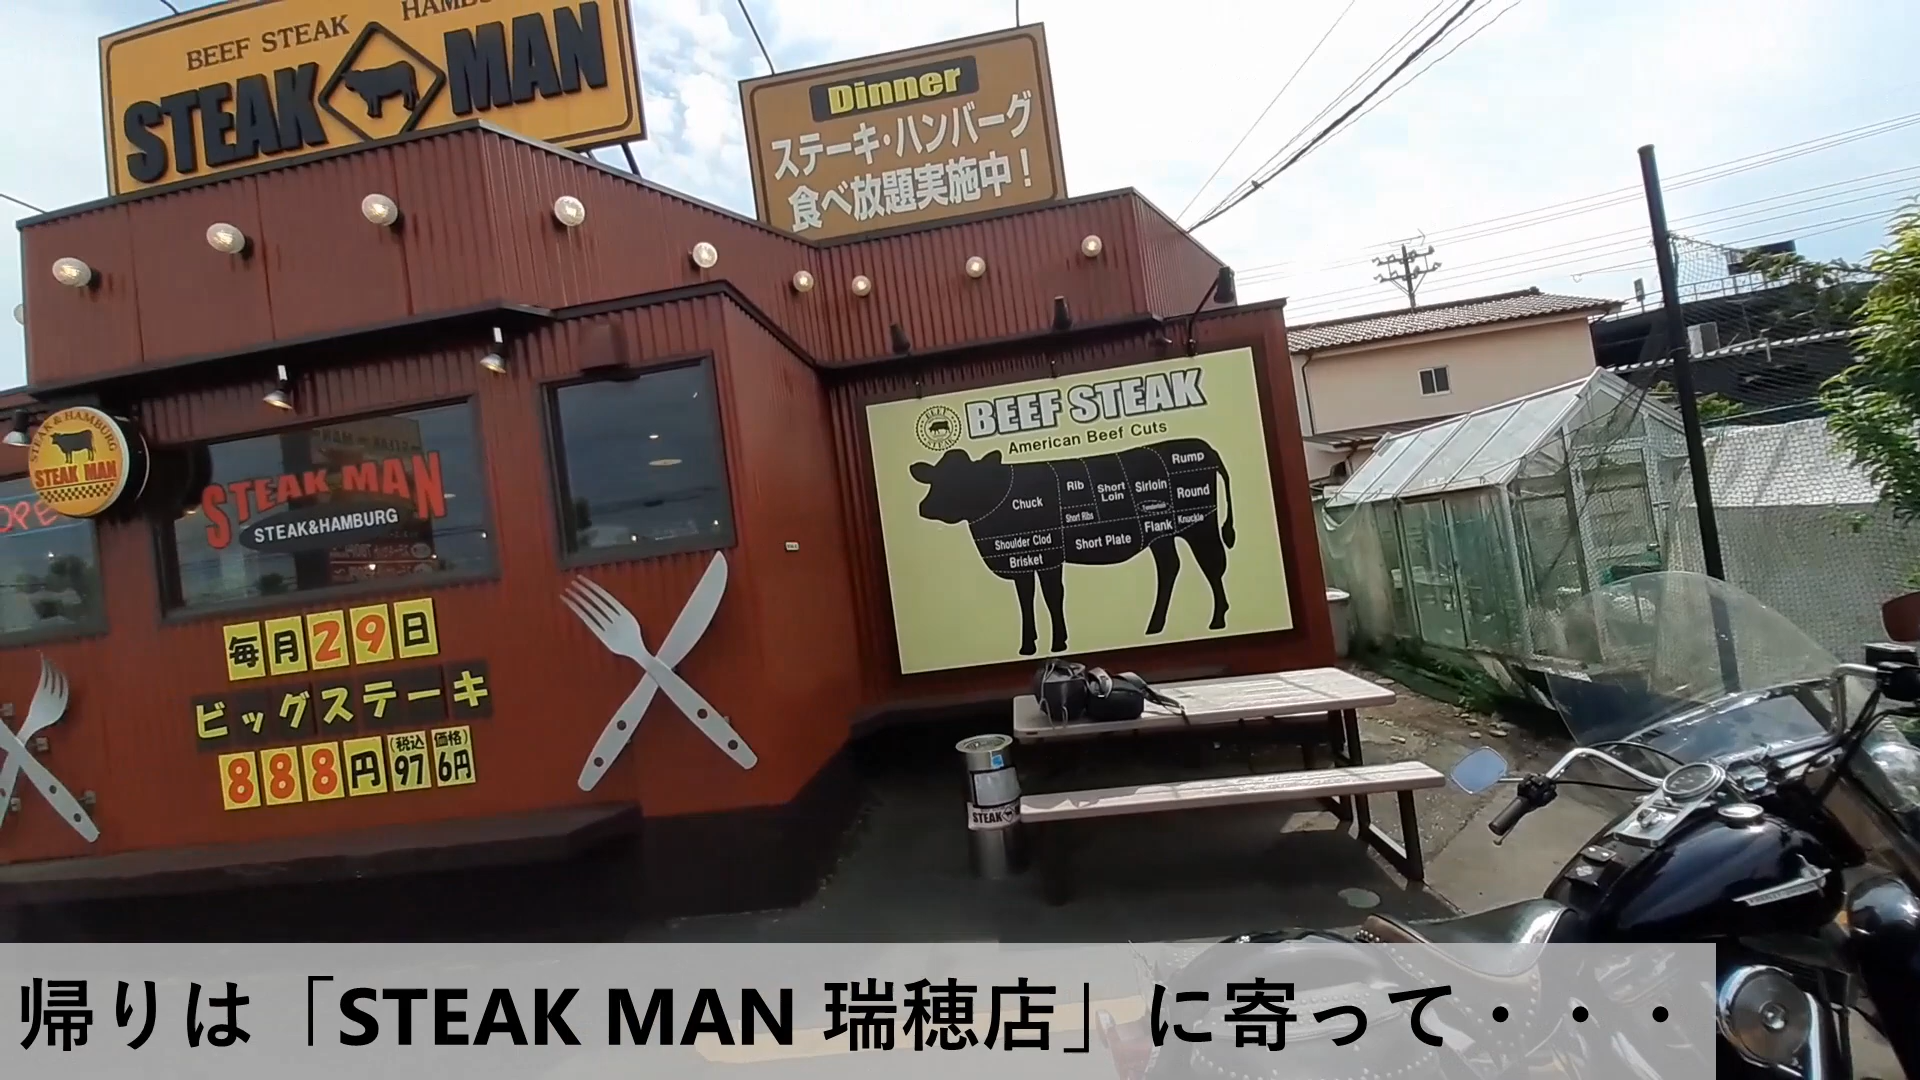 BEEF STEAK
STEAK MAN
Dinner
ステーキ・ハンバーグ
食べ放題実施中!
STEAK & HAMBURG
STEAK MAN
STEAK MAN
STEAK&HAMBURG
毎月29日
ビッグステーキ
888円(税込価格)976円
BEEF STEAK
American Beef Cuts
Chuck
Rib
Short Loin
Sirloin
Rump
Round
Short Ribs
Shoulder Clod
Brisket
Short Plate
Flank
Knuckle
STEAK
帰りは「STEAK MAN 瑞穂店」に寄って・・・